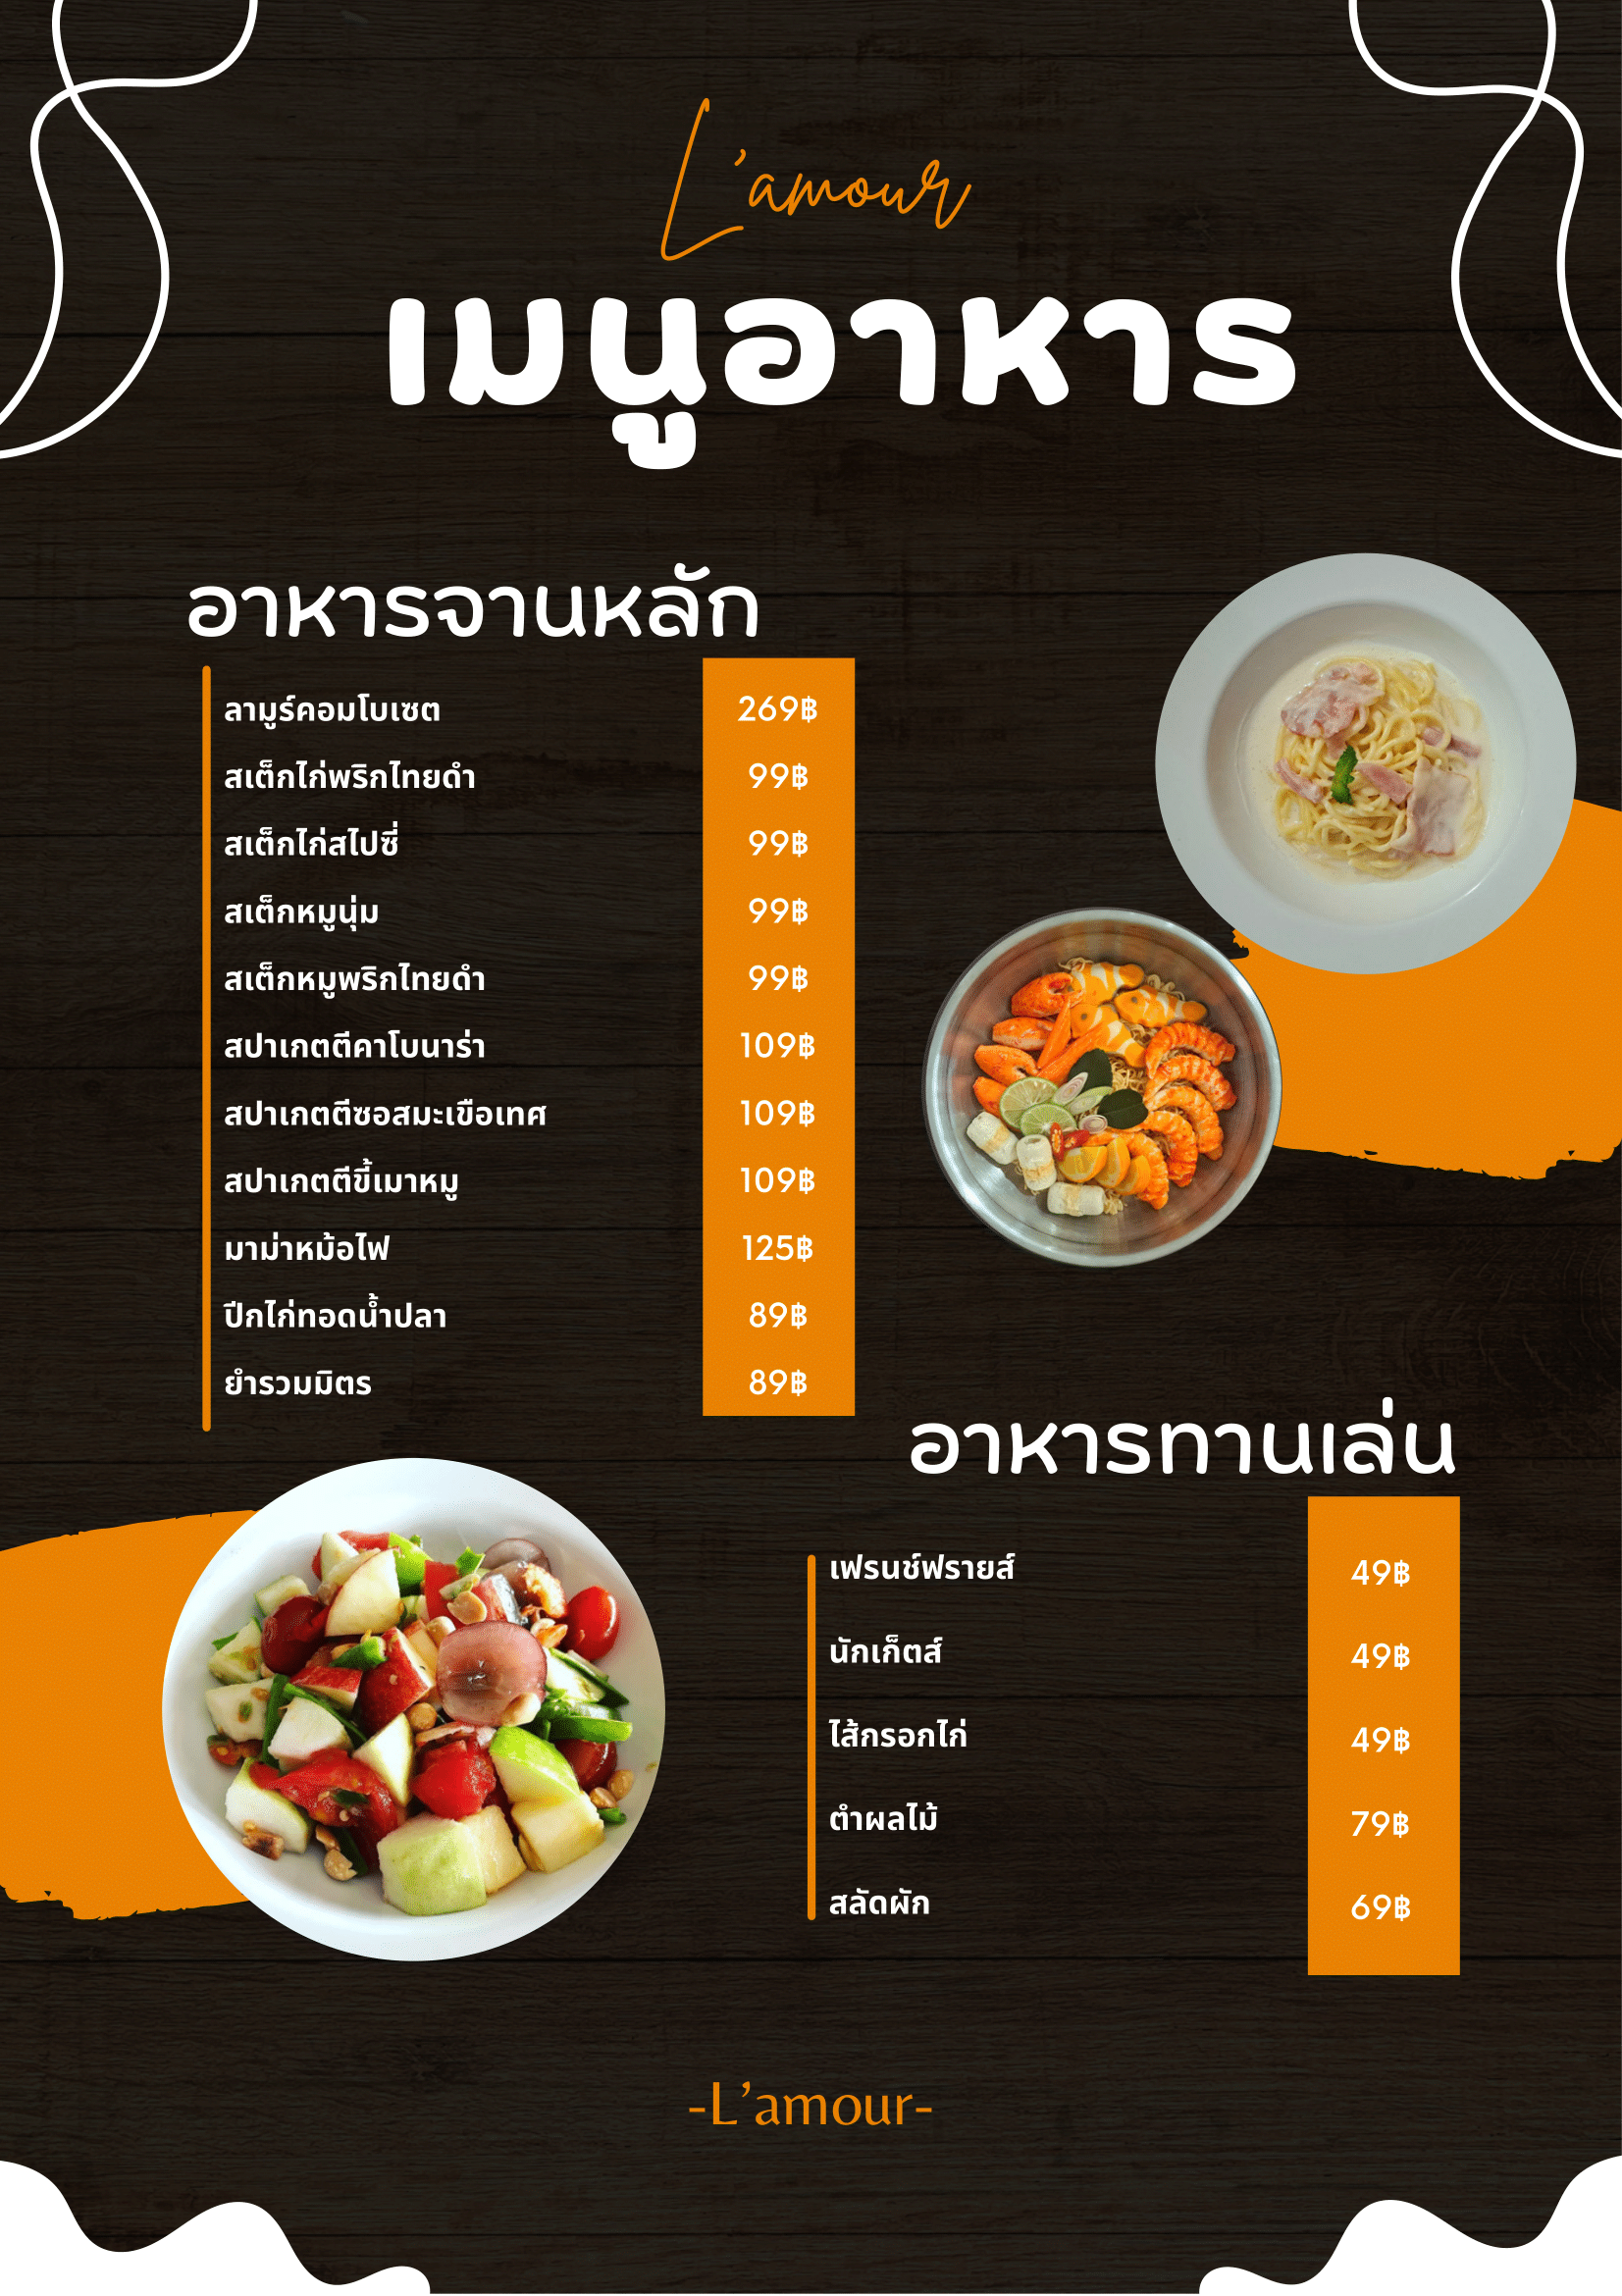 L'amour
เมนูอาหาร
อาหารจานหลัก
ลามูร์คอมโบเซต 269฿
สเต็กไก่พริกไทยดำ 99฿
สเต็กไก่สไปซี่ 99฿
สเต็กหมูนุ่ม 99฿
สเต็กหมูพริกไทยดำ 99฿
สปาเกตตีคาโบนาร่า 109฿
สปาเกตตีซอสมะเขือเทศ 109฿
สปาเกตตีขี้เมาหมู 109฿
มาม่าหม้อไฟ 125฿
ปีกไก่ทอดน้ำปลา 89฿
ยำรวมมิตร 89฿
อาหารทานเล่น
เฟรนช์ฟรายส์ 49฿
นักเก็ตส์ 49฿
ไส้กรอกไก่ 49฿
ตำผลไม้ 79฿
สลัดผัก 69฿
-L'amour-